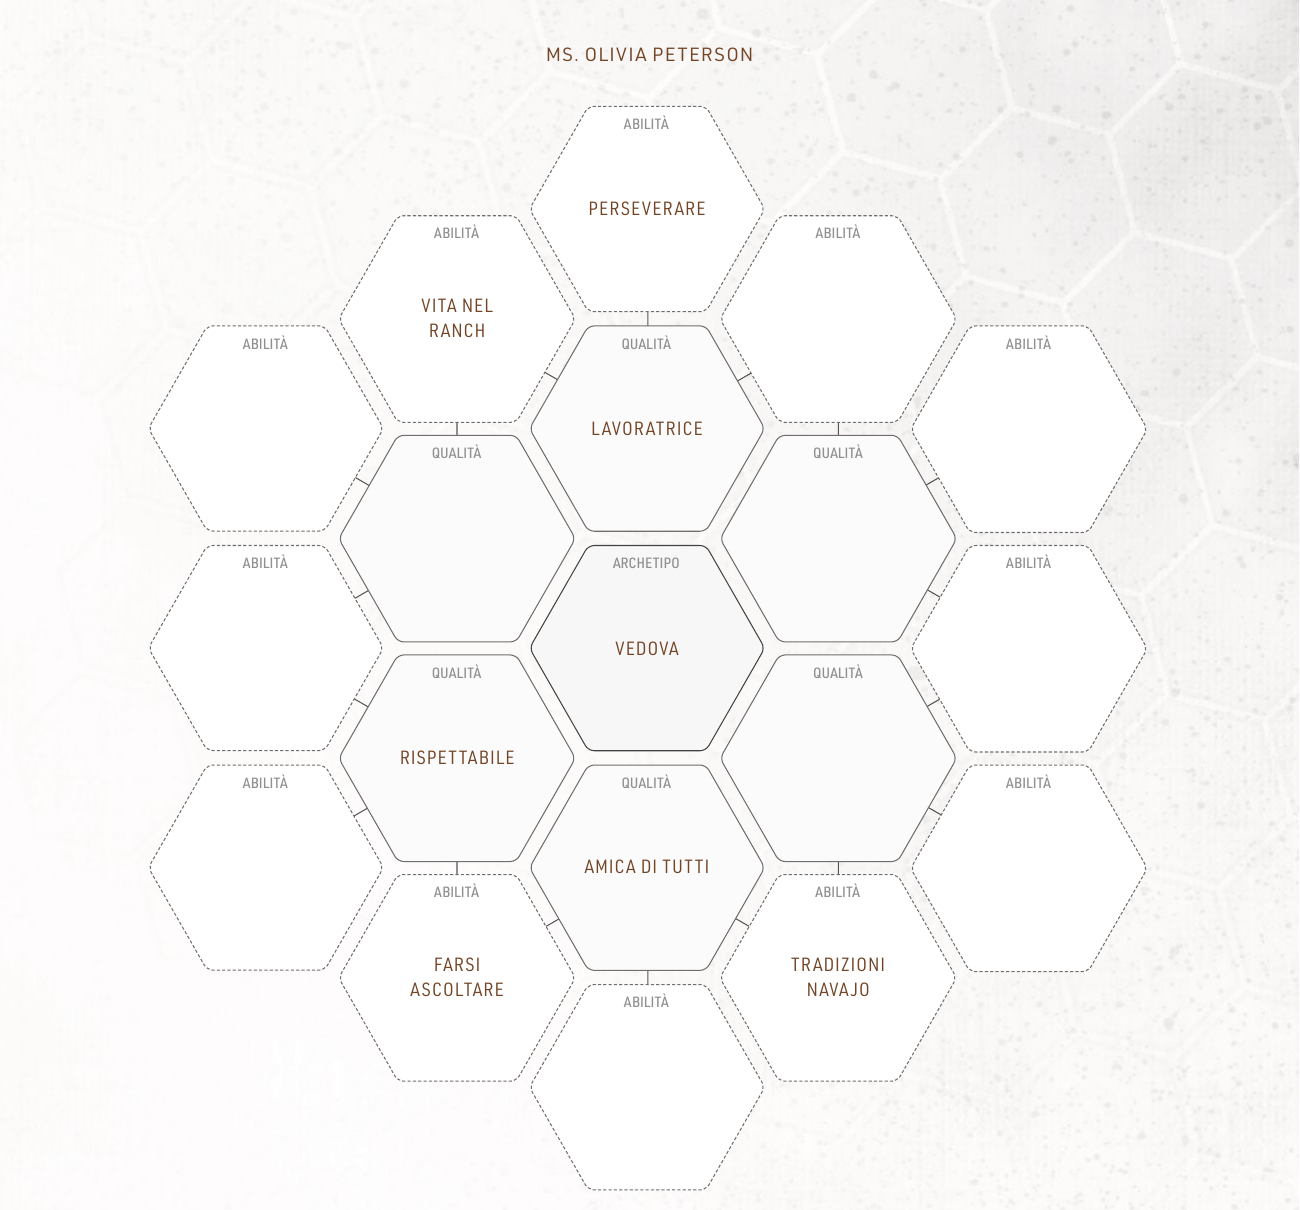 MS. OLIVIA PETERSON
ABILITÀ
PERSEVERARE
ABILITÀ
VITA NEL
RANCH
ABILITÀ
ABILITÀ
QUALITÀ
LAVORATRICE
ABILITÀ
QUALITÀ
QUALITÀ
ABILITÀ
ARCHETIPO
VEDOVA
ABILITÀ
QUALITÀ
RISPETTABILE
QUALITÀ
ABILITÀ
QUALITÀ
AMICA DI TUTTI
ABILITÀ
ABILITÀ
FARSI
ASCOLTARE
ABILITÀ
TRADIZIONI
NAVAJO
ABILITÀ